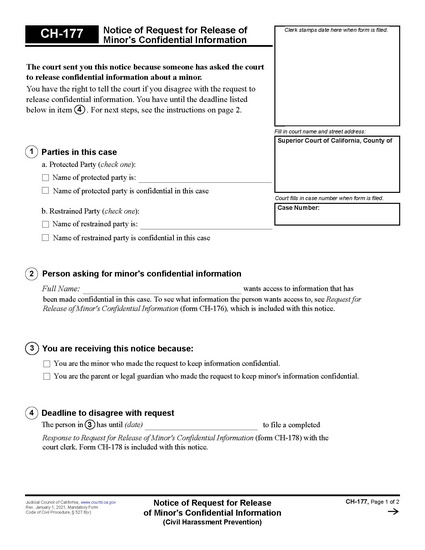 CH-177
Notice of Request for Release of
Minor's Confidential Information
Clerk stamps date here when form is filed.
The court sent you this notice because someone has asked the court
to release confidential information about a minor.
You have the right to tell the court if you disagree with the request to
release confidential information. You have until the deadline listed
below in item 4. For next steps, see the instructions on page 2.
Fill in court name and street address:
Superior Court of California, County of
Court fills in case number when form is filed.
Case Number:
1 Parties in this case
a. Protected Party (check one):
Name of protected party is:
Name of protected party is confidential in this case
b. Restrained Party (check one):
Name of restrained party is:
Name of restrained party is confidential in this case
2 Person asking for minor's confidential information
Full Name: wants access to information that has
been made confidential in this case. To see what information the person wants access to, see Request for
Release of Minor's Confidential Information (form CH-176), which is included with this notice.
3 You are receiving this notice because:
You are the minor who made the request to keep information confidential.
You are the parent or legal guardian who made the request to keep minor's information confidential.
4 Deadline to disagree with request
The person in 3 has until (date) to file a completed
Response to Request for Release of Minor's Confidential Information (form CH-178) with the
court clerk. Form CH-178 is included with this notice.
Judicial Council of California, www.courts.ca.gov
Rev. January 1, 2021, Mandatory Form
Code of Civil Procedure, § 527.6(v)
Notice of Request for Release
of Minor's Confidential Information
(Civil Harassment Prevention)
CH-177, Page 1 of 2